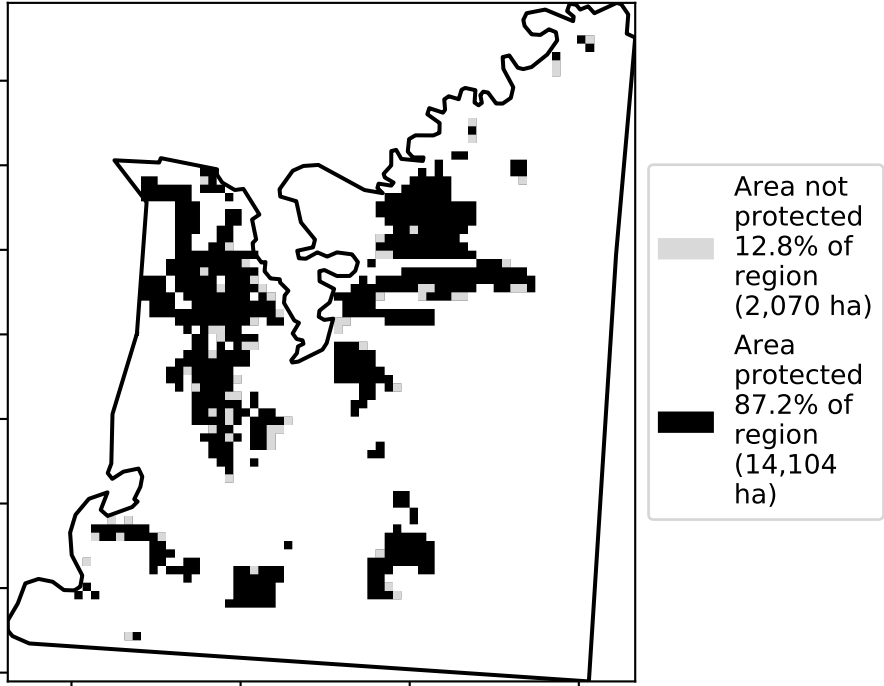 Area not
protected
12.8% of
region
(2,070 ha)
Area
protected
87.2% of
region
(14,104
ha)